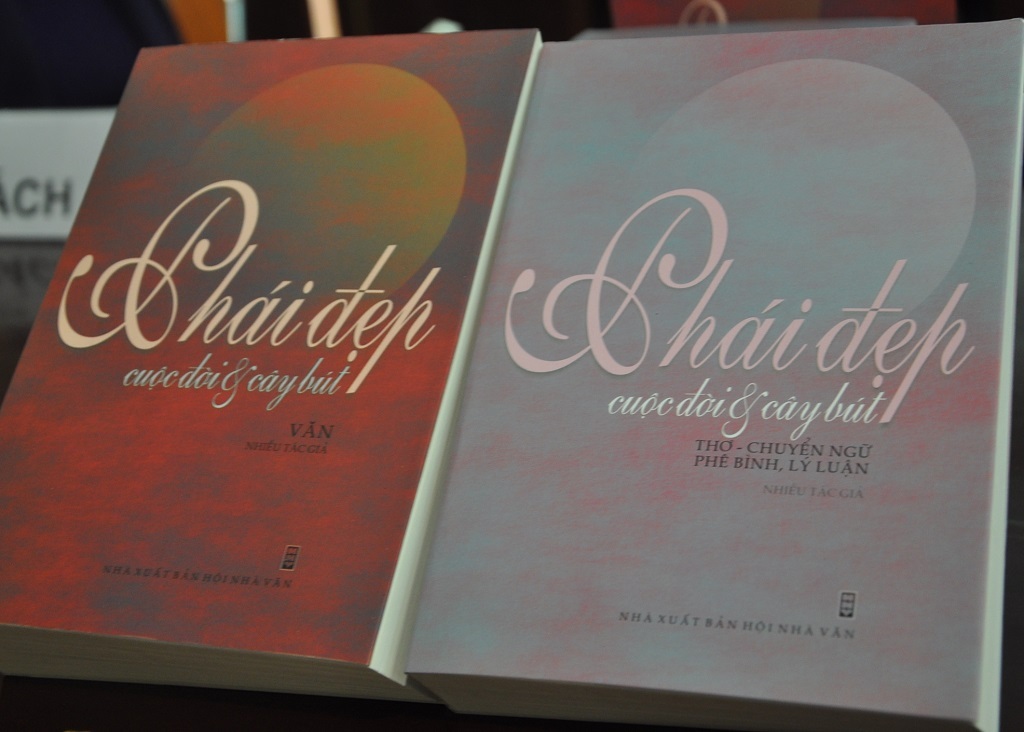 ÁCH
Phái đẹp
cuộc đời & cây bút
VĂN
NHIỀU TÁC GIẢ
NHÀ XUẤT BẢN HỘI NHÀ VĂN
Phái đẹp
cuộc đời & cây bút
THƠ - CHUYỂN NGỮ
PHÊ BÌNH, LÝ LUẬN
NHIỀU TÁC GIẢ
NHÀ XUẤT BẢN HỘI NHÀ VĂN